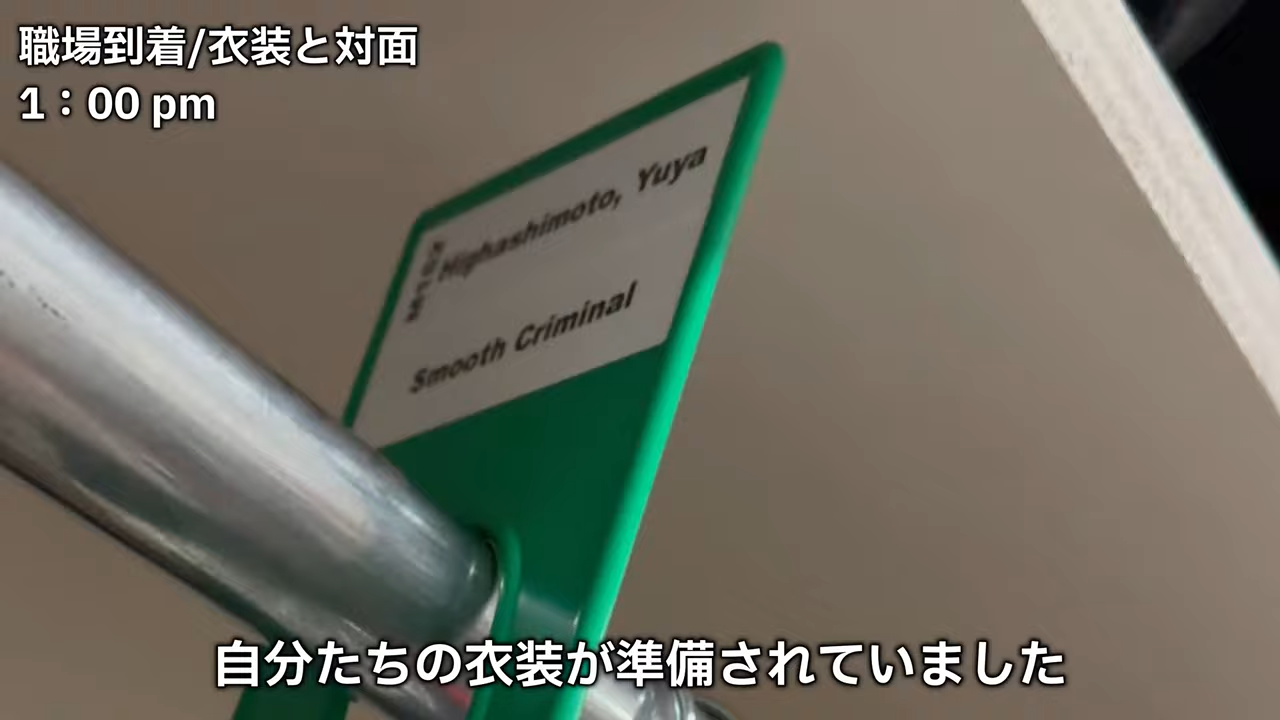 職場到着/衣装と対面
1：00 pm
Highashimoto, Yuya
Smooth Criminal
自分たちの衣装が準備されていました